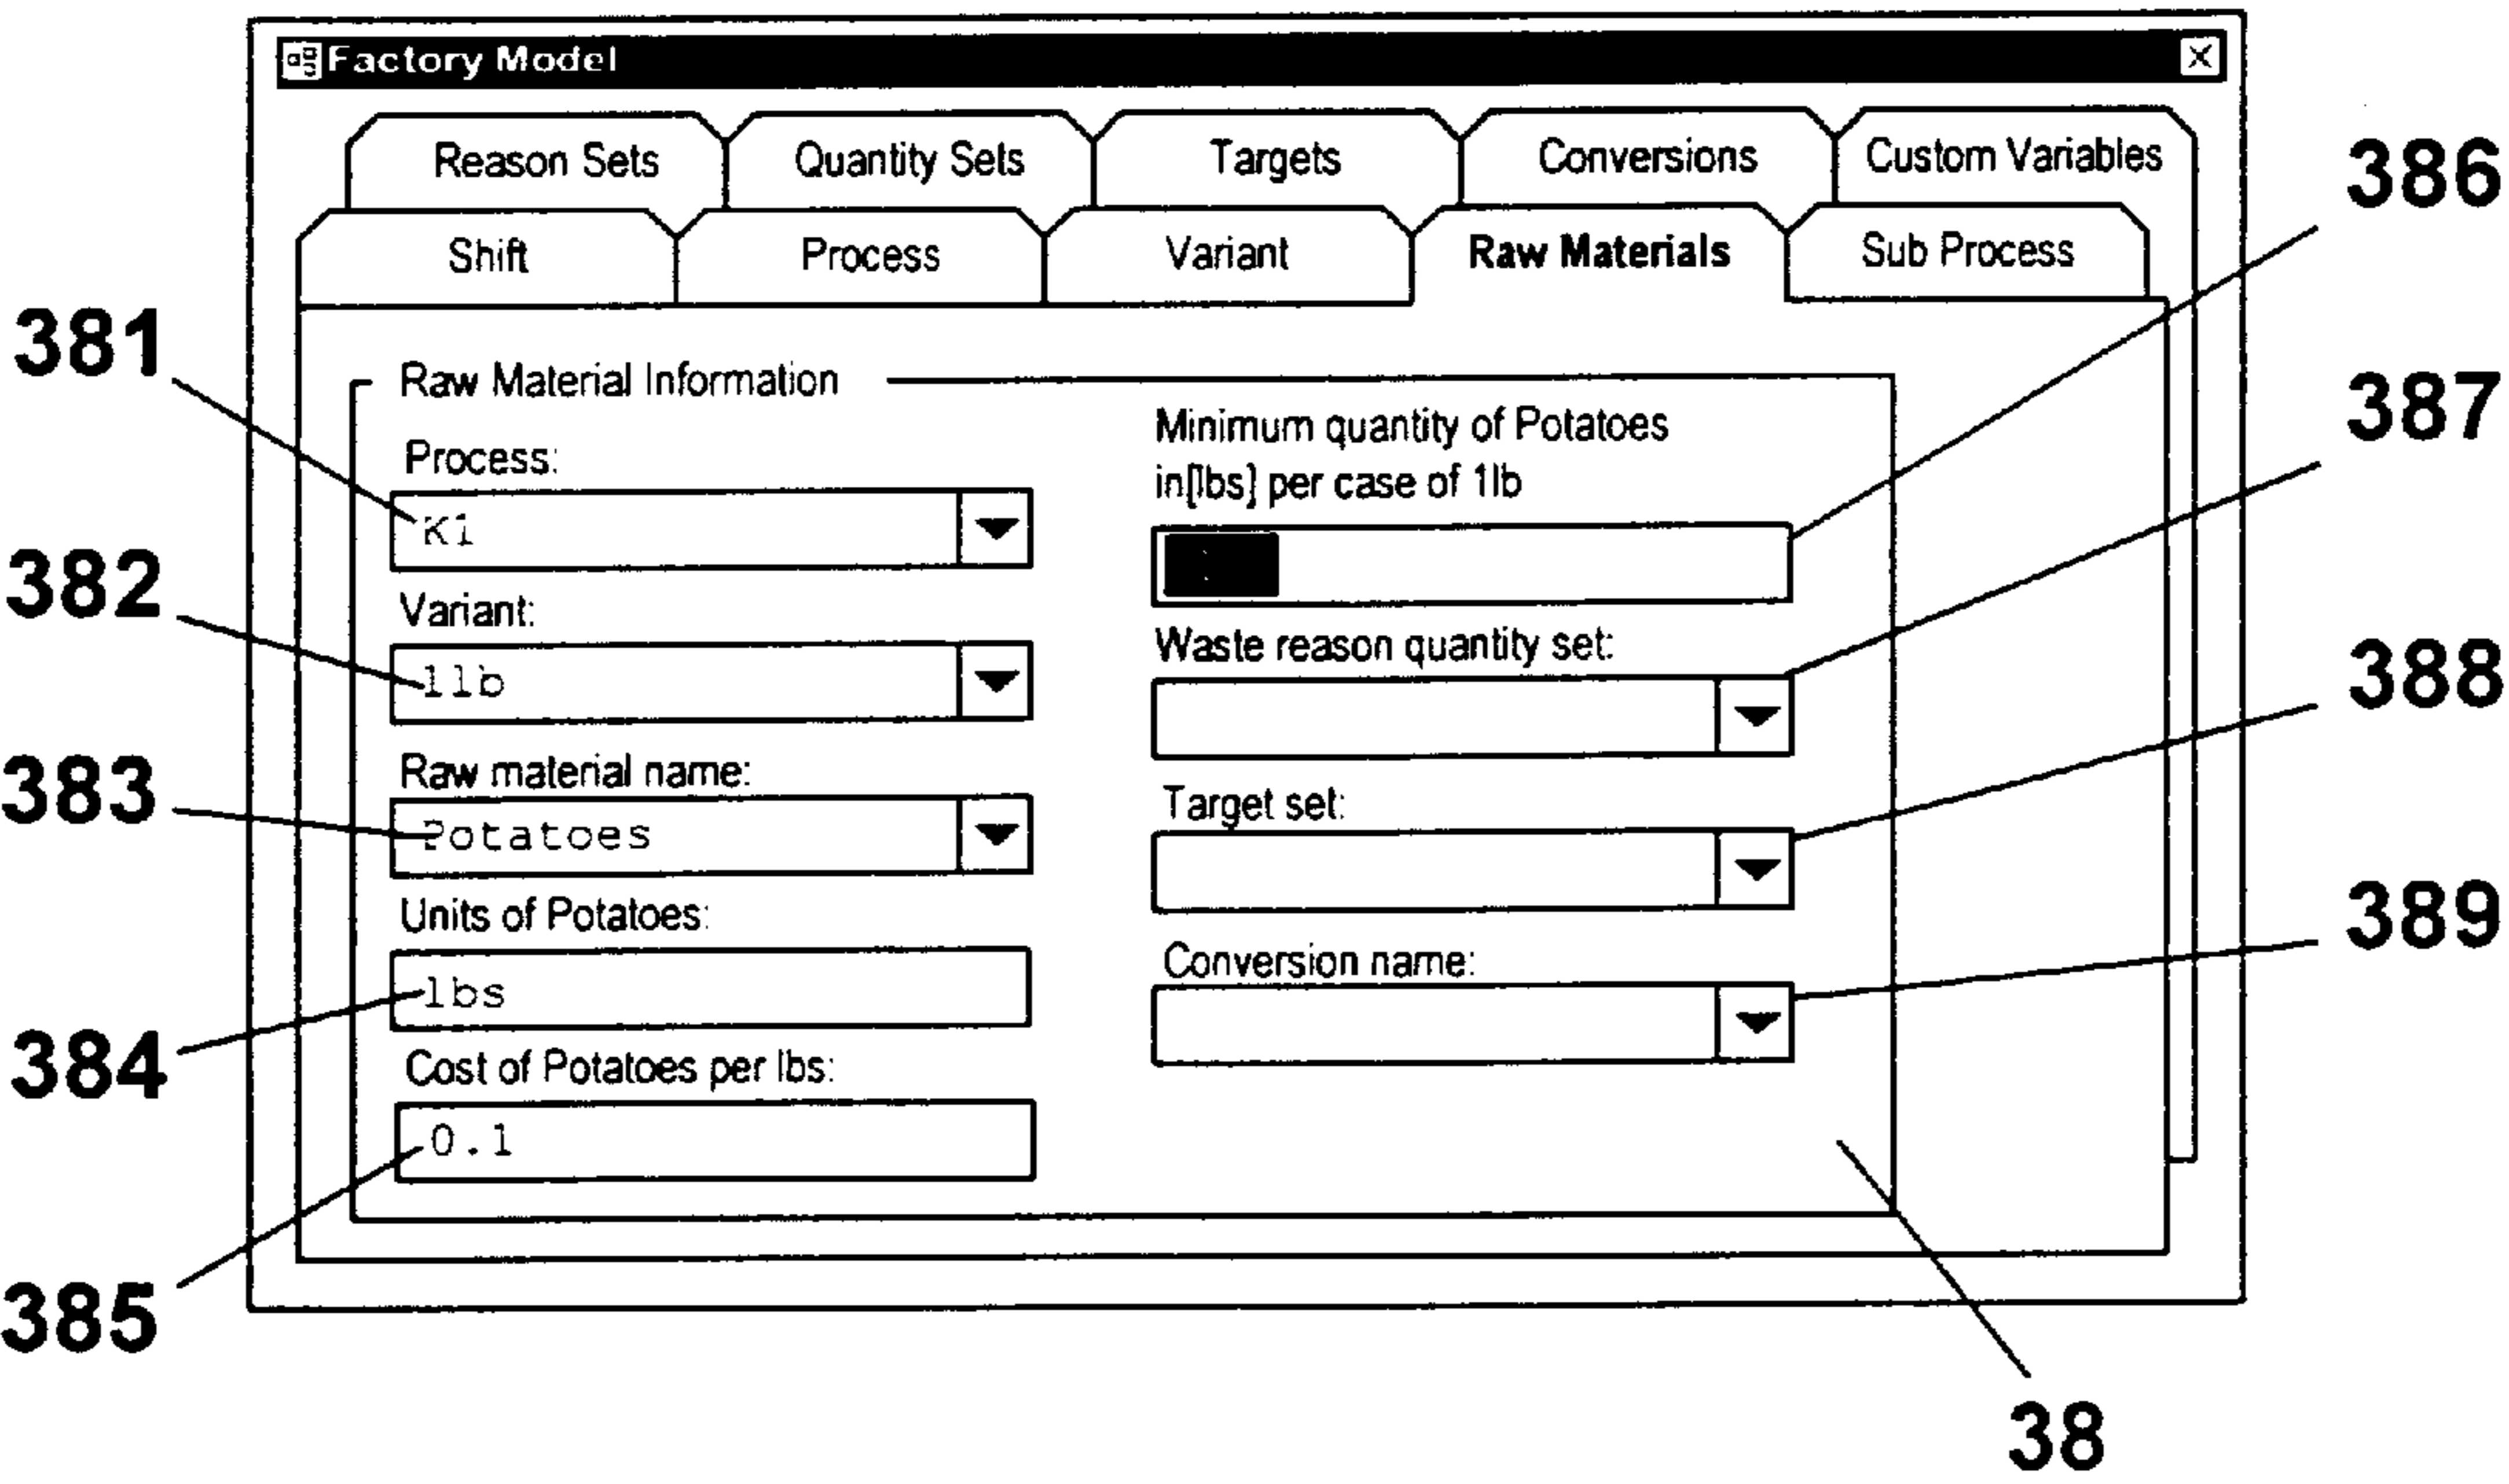 Factory Model
Reason Sets
Quantity Sets
Targets
Conversions
Custom Variables
Shift
Process
Variant
Raw Materials
Sub Process
386
387
388
389
381
382
383
384
385
Raw Material Information
Process:
K1
Variant:
1lb
Raw material name:
Potatoes
Units of Potatoes:
lbs
Cost of Potatoes per lbs:
0.1
Minimum quantity of Potatoes
in[lbs] per case of 1lb
Waste reason quantity set:
Target set:
Conversion name:
38